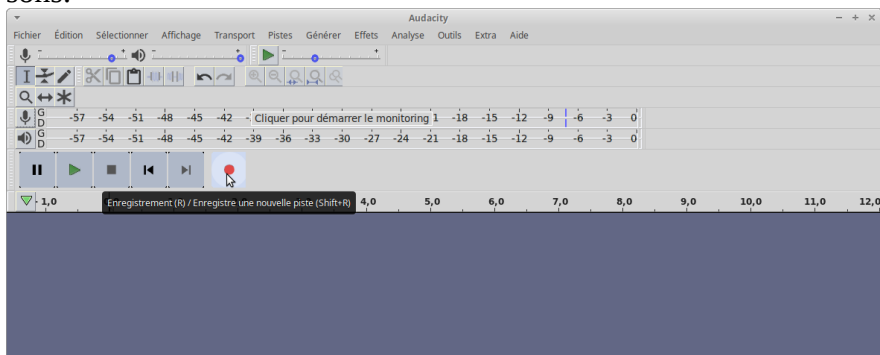 sons.
Audacity
Fichier Édition Sélectionner Affichage Transport Pistes Générer Effets Analyse Outils Extra Aide
G
D -57 -54 -51 -48 -45 -42 Cliquer pour démarrer le monitoring 1 -18 -15 -12 -9 -6 -3 0
G
D -57 -54 -51 -48 -45 -42 -39 -36 -33 -30 -27 -24 -21 -18 -15 -12 -9 -6 -3 0
Enregistrement (R) / Enregistre une nouvelle piste (Shift+R)
1,0 4,0 5,0 6,0 7,0 8,0 9,0 10,0 11,0 12,0